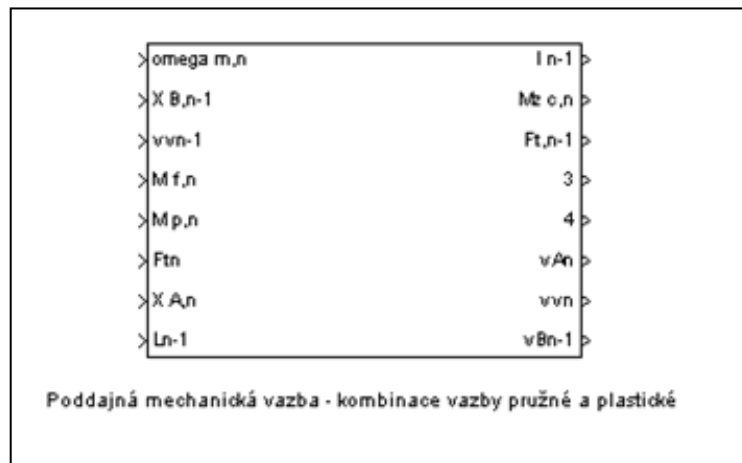 omega m,n
X B,n-1
vvn-1
M f,n
M p,n
Ftn
X A,n
Ln-1
l n-1
Mz c,n
Ft,n-1
3
4
vAn
vvn
vBn-1
Poddajná mechanická vazba - kombinace vazby pružné a plastické